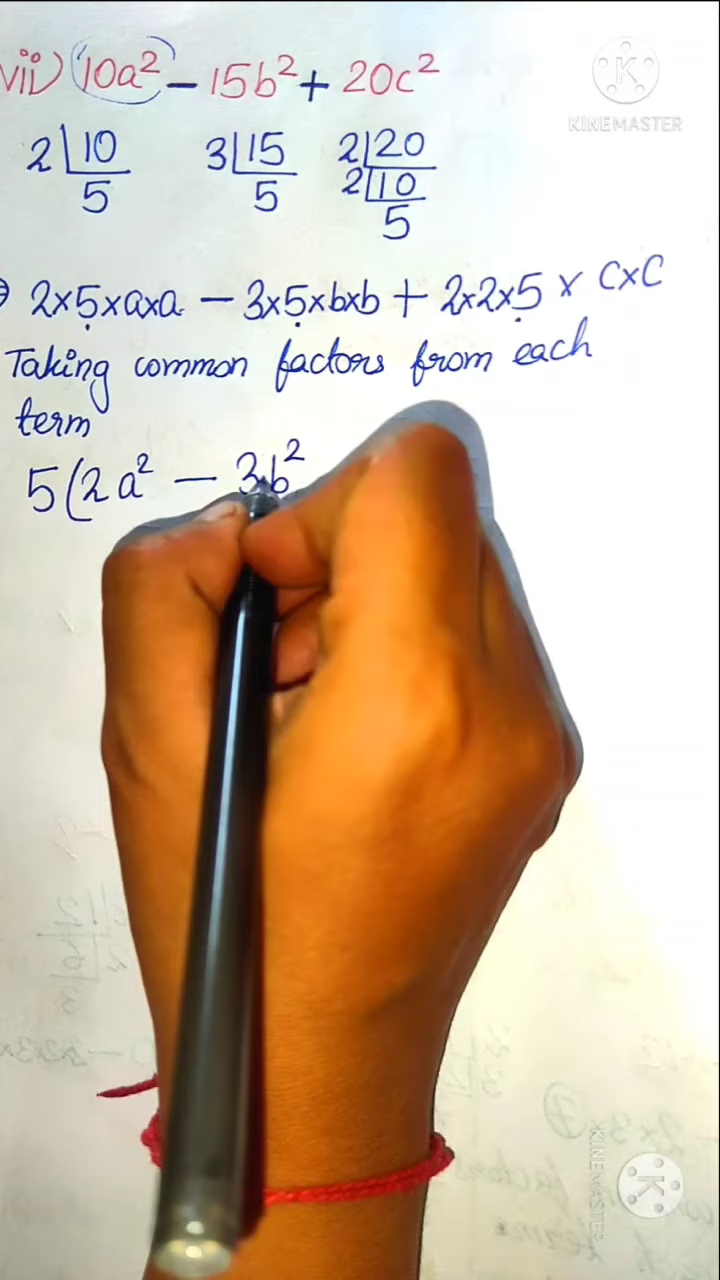 vii) (10a² - 15b² + 20c²
KINEMASTER
2 10 3 15 2 20
5 5 2 10
5
2×5×a×a - 3×5×b×b + 2×2×5 × c×c
Taking common factors from each
term
5(2a² - 3b²
KINEMASTER